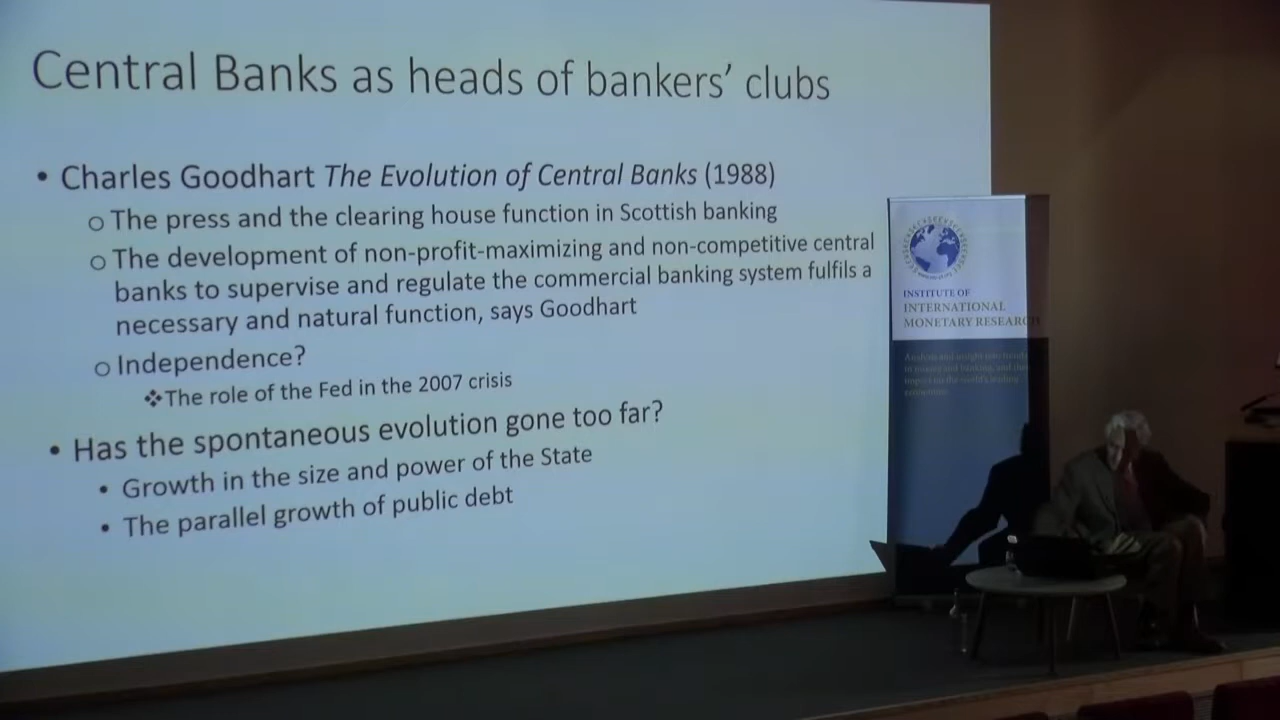 Central Banks as heads of bankers' clubs
• Charles Goodhart The Evolution of Central Banks (1988)
o The press and the clearing house function in Scottish banking
o The development of non-profit-maximizing and non-competitive central
banks to supervise and regulate the commercial banking system fulfils a
necessary and natural function, says Goodhart
o Independence?
❖The role of the Fed in the 2007 crisis
• Has the spontaneous evolution gone too far?
• Growth in the size and power of the State
• The parallel growth of public debt
INSTITUTE OF
INTERNATIONAL
MONETARY RESEARCH